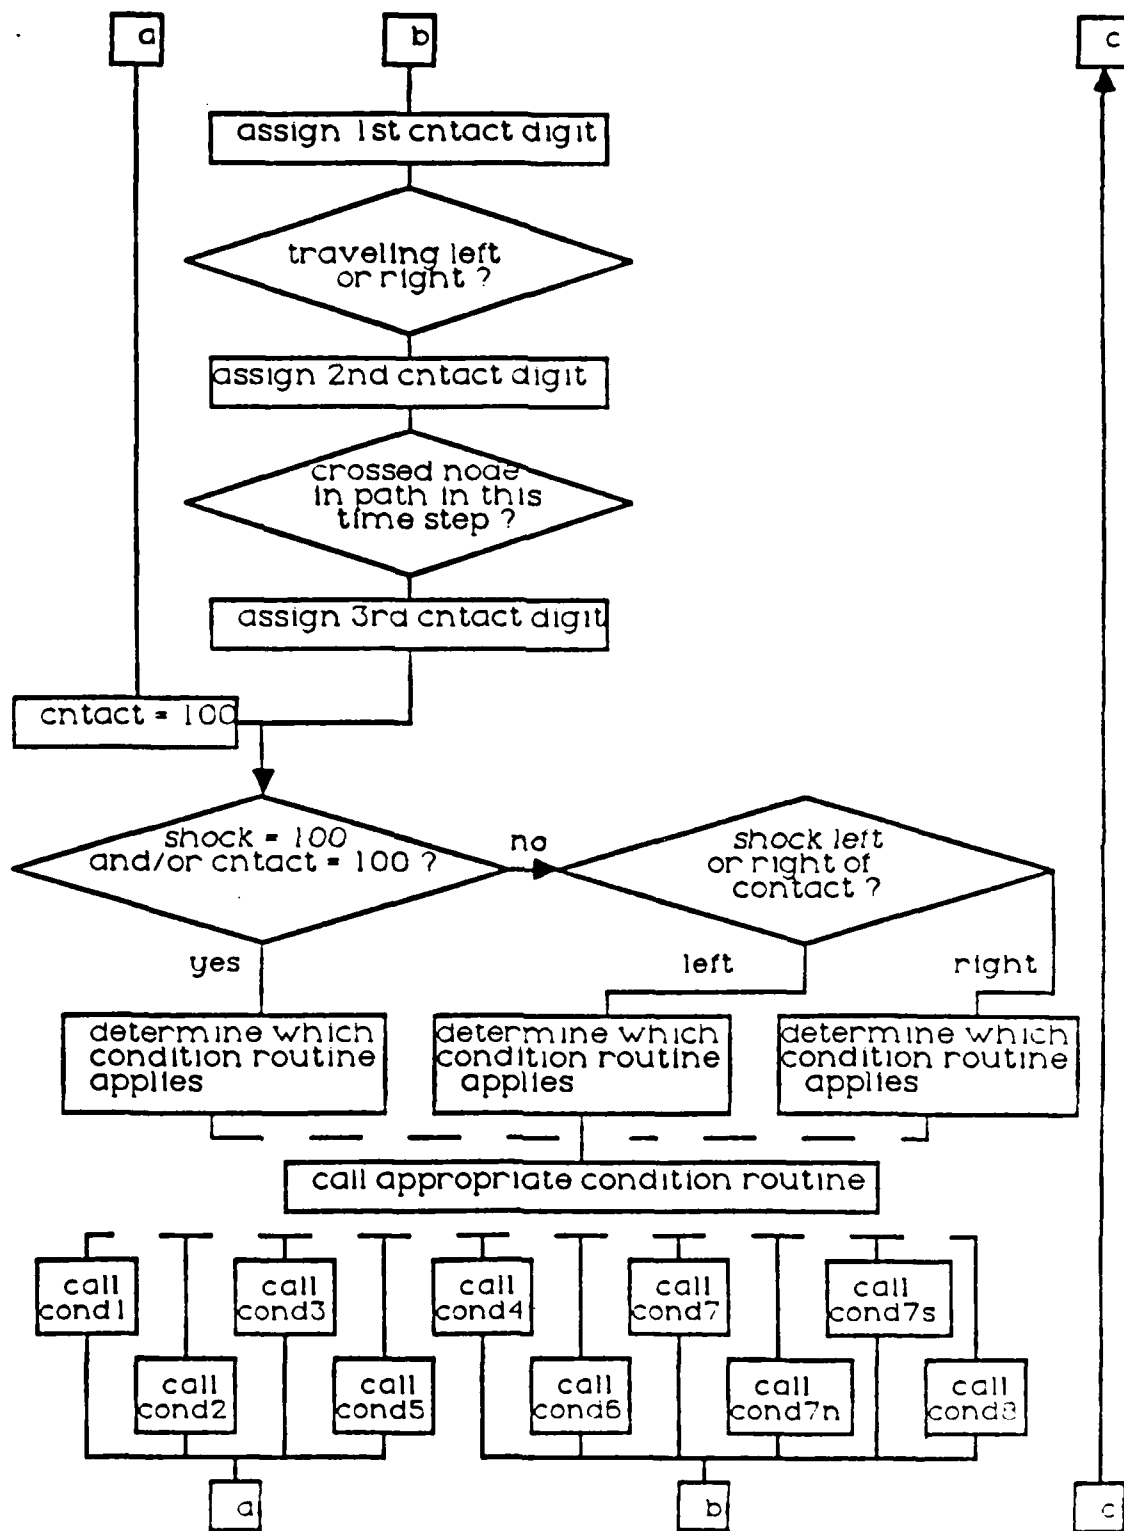 a
b
c
assign 1st cntact digit
traveling left
or right ?
assign 2nd cntact digit
crossed node
in path in this
time step ?
assign 3rd cntact digit
cntact = 100
shock = 100
and/or cntact = 100 ?
no
shock left
or right of
contact ?
yes
left
right
determine which
condition routine
applies
determine which
condition routine
applies
determine which
condition routine
applies
call appropriate condition routine
call
cond1
call
cond3
call
cond4
call
cond7
call
cond7s
call
cond2
call
cond5
call
cond6
call
cond7n
call
cond8
a
b
c